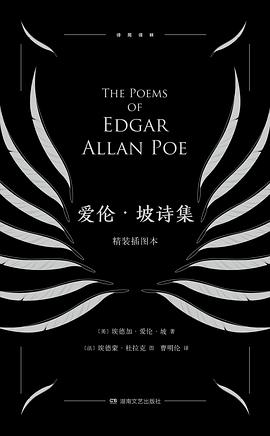 诗苑译林
THE POEMS
OF
EDGAR
ALLAN POE
爱伦·坡诗集
精装插图本
[美] 埃德加·爱伦·坡 著
[法] 埃德蒙·杜拉克 图 曹明伦 译
湖南文艺出版社